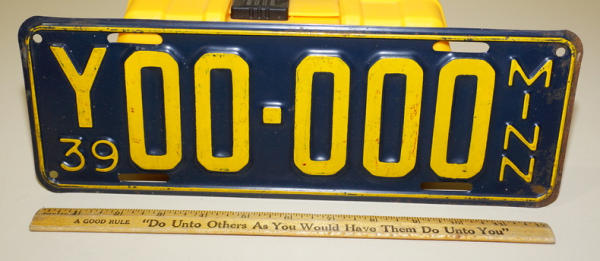 Y00·000
39
MINN
A GOOD RULE "Do Unto Others As You Would Have Them Do Unto You"